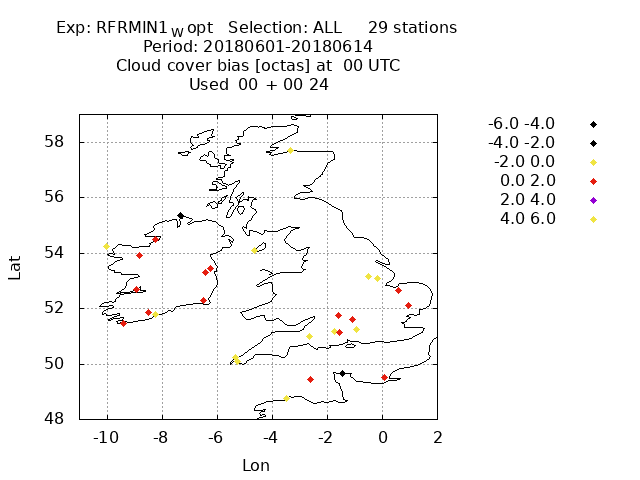 Exp: RFRMIN1_W opt Selection: ALL 29 stations
Period: 20180601-20180614
Cloud cover bias [octas] at 00 UTC
Used 00 + 00 24
-6.0 -4.0
-4.0 -2.0
-2.0 0.0
0.0 2.0
2.0 4.0
4.0 6.0
58
56
54
52
50
48
Lat
-10 -8 -6 -4 -2 0 2
Lon